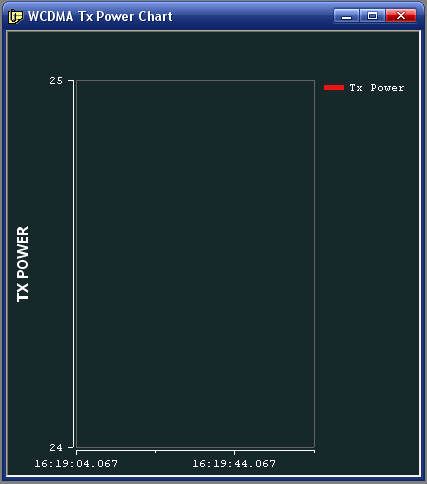 WCDMA Tx Power Chart
25
Tx Power
TX POWER
24
16:19:04.067
16:19:44.067